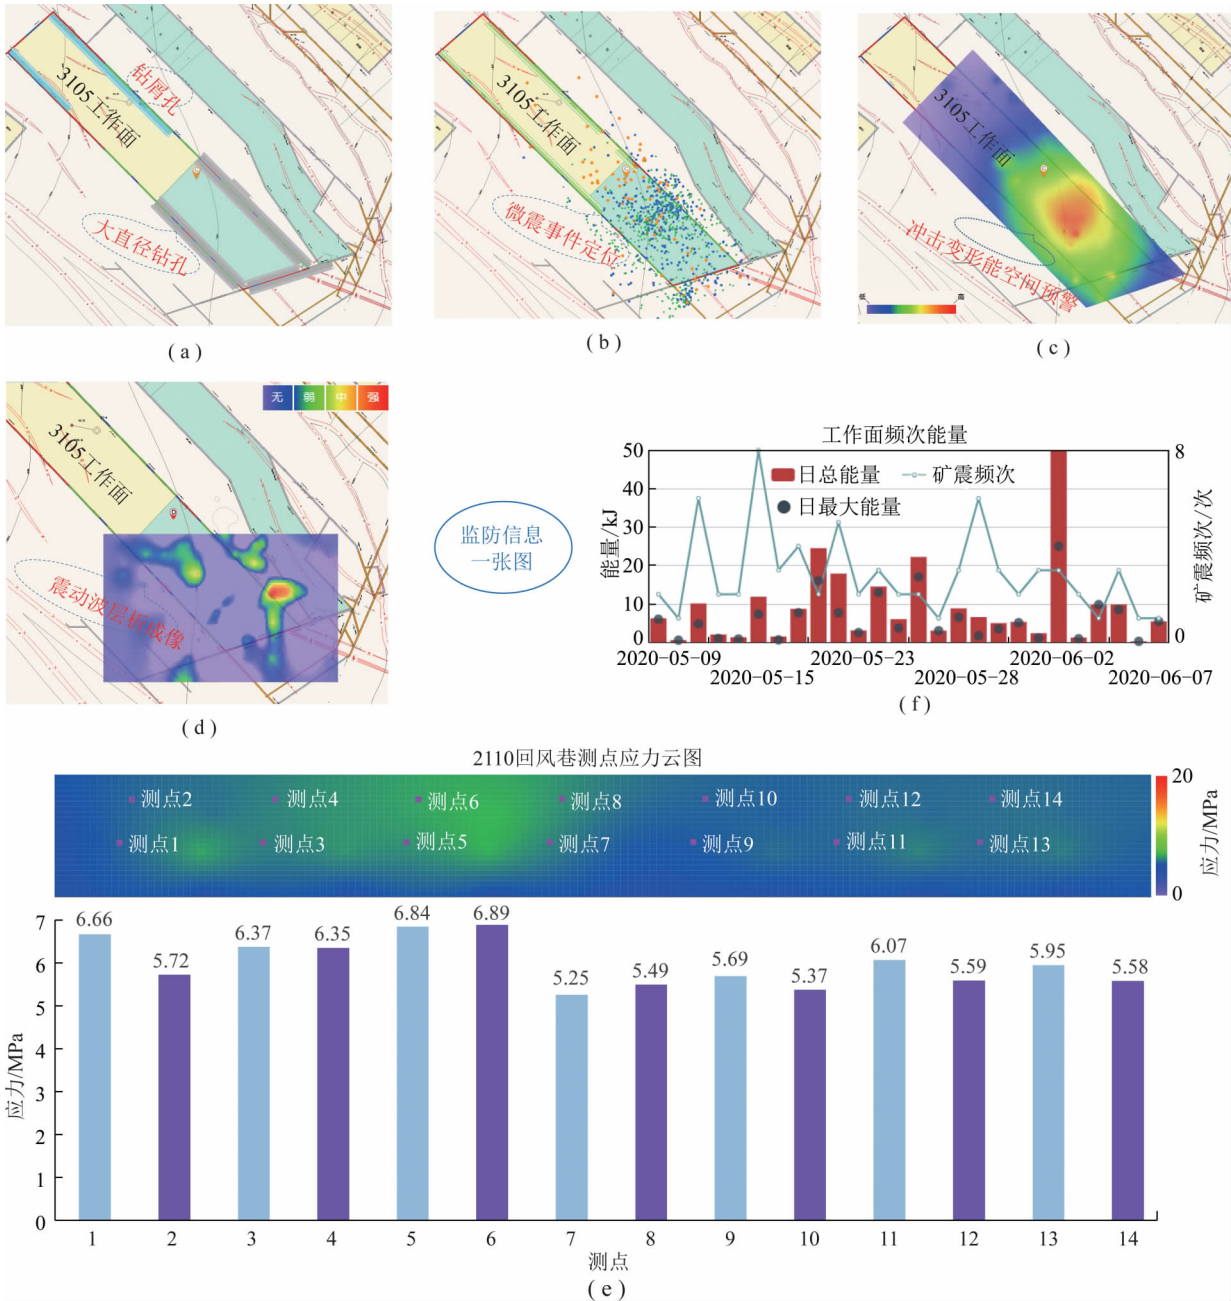 3105工作面
钻屑孔
大直径钻孔
(a)
3105工作面
微震事件定位
(b)
3105工作面
冲击变形能空间预警
低
高
(c)
无
弱
中
强
3105工作面
震动波层析成像
(d)
监防信息
一张图
工作面频次能量
日总能量
矿震频次
日最大能量
能量/kJ
50
40
30
20
10
0
矿震频次/次
8
0
2020-05-09
2020-05-23
2020-06-02
2020-05-15
2020-05-28
2020-06-07
(f)
2110回风巷测点应力云图
测点2 测点4 测点6 测点8 测点10 测点12 测点14
测点1 测点3 测点5 测点7 测点9 测点11 测点13
20
0
应力/MPa
6.66 5.72 6.37 6.35 6.84 6.89 5.25 5.49 5.69 5.37 6.07 5.59 5.95 5.58
应力/MPa
7
6
5
4
3
2
1
0
1 2 3 4 5 6 7 8 9 10 11 12 13 14
测点
(e)